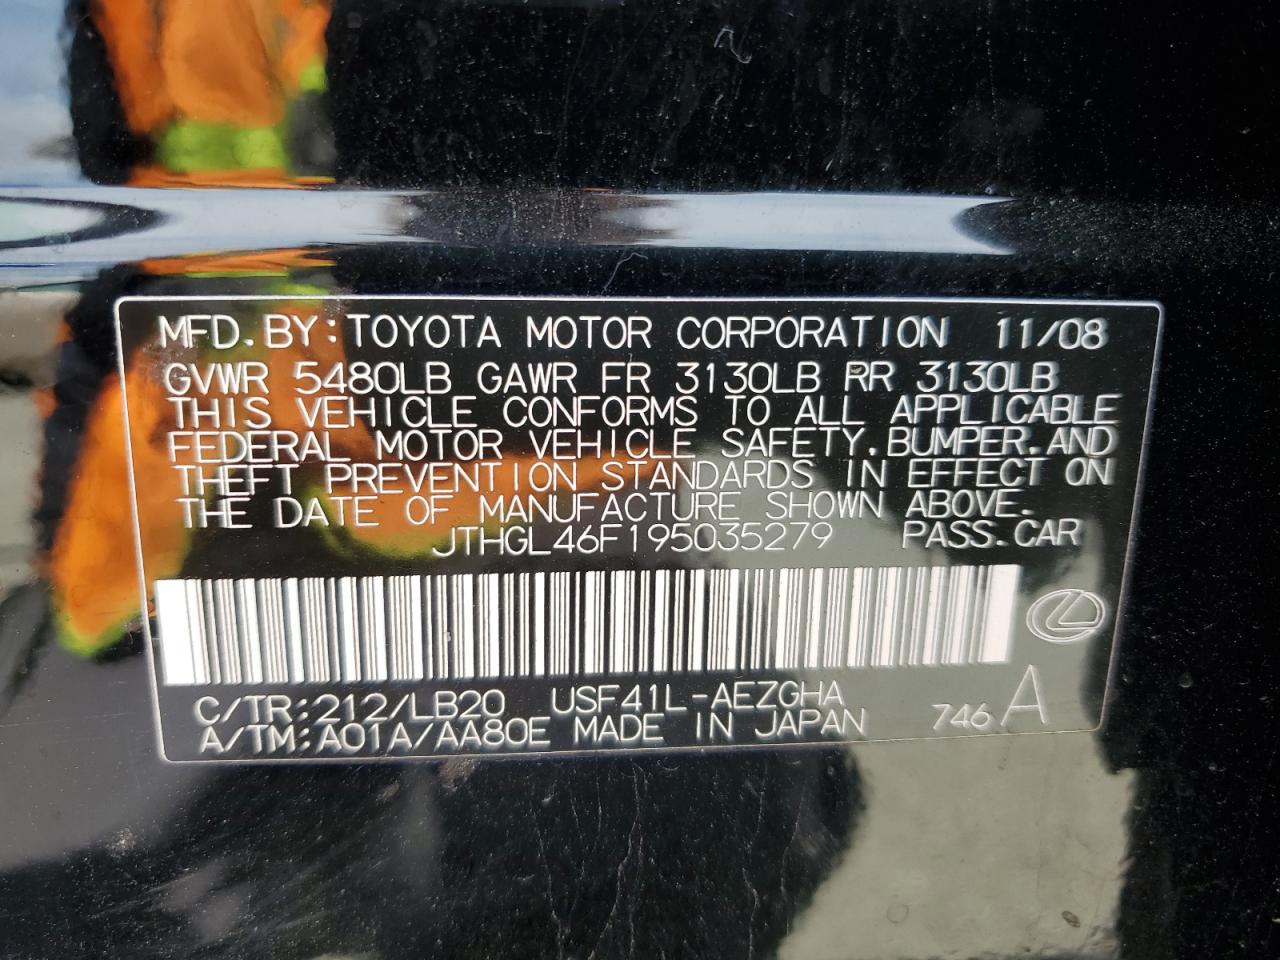 MFD.BY:TOYOTA MOTOR CORPORATION 11/08
GVWR 5480LB GAWR FR 3130LB RR 3130LB
THIS VEHICLE CONFORMS TO ALL APPLICABLE
FEDERAL MOTOR VEHICLE SAFETY.BUMPER.AND
THEFT PREVENTION STANDARDS IN EFFECT ON
THE DATE OF MANUFACTURE SHOWN ABOVE.
JTHGL46F195035279 PASS.CAR
C/TR:212/LB20 USF41L-AEZGHA
A/TM:A01A/AA80E MADE IN JAPAN 746 A